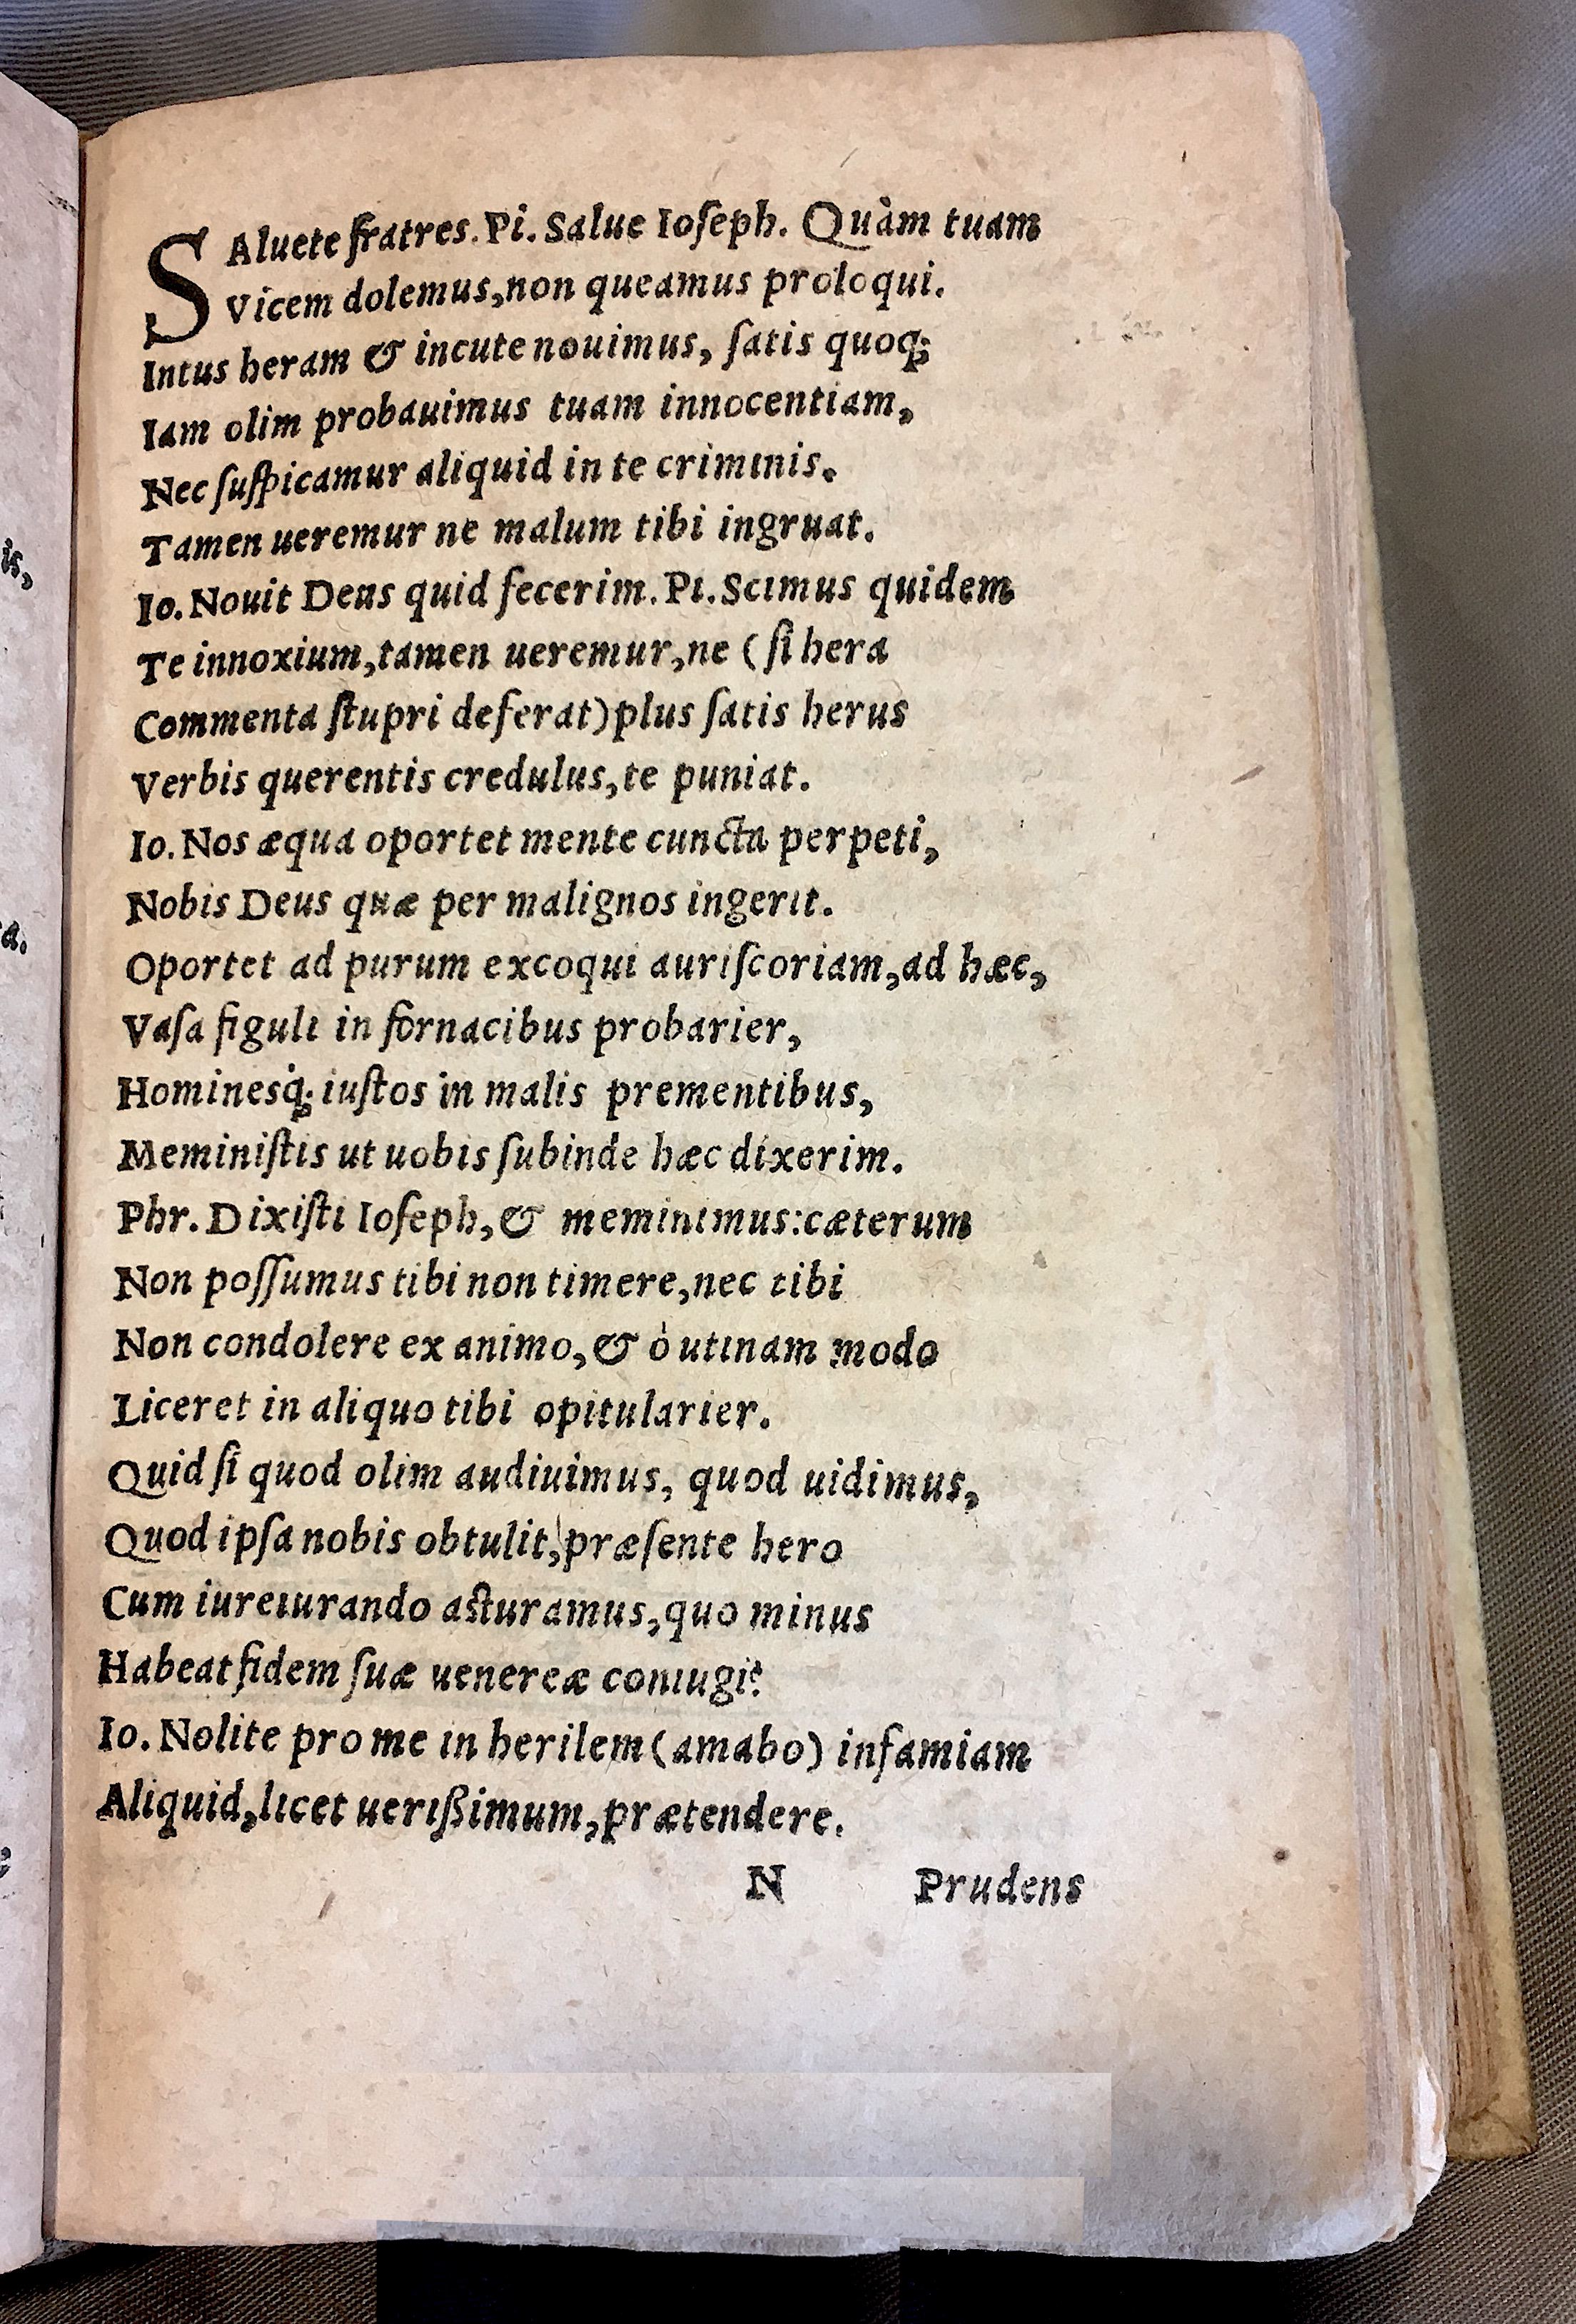 SAluete fratres. Pi. Salue Ioſeph. Quàm tuam
Vicem dolemus,non queamus proloqui.
Intus heram & incute nouimus, ſatis quoq;
Iam olim probauimus tuam innocentiam,
Nec ſuſpicamur aliquid in te criminis.
Tamen ueremur ne malum tibi ingruat.
Io. Nouit Deus quid fecerim. Pi. Scimus quidem
Te innoxium,tamen ueremur,ne (ſi hera
Commenta ſtupri deferat)plus ſatis herus
Verbis querentis credulus,te puniat.
Io. Nos æqua oportet mente cuncta perpeti,
Nobis Deus quæ per malignos ingerit.
Oportet ad purum excoqui auriſcoriam,ad hæc,
Vaſa figuli in fornacibus probarier,
Hominesq́; iuſtos in malis prementibus,
Meminiſtis ut uobis ſubinde hæc dixerim.
Phr. Dixiſti Ioſeph,& meminimus:cæterum
Non poſſumus tibi non timere,nec tibi
Non condolere ex animo,& ò utinam modo
Liceret in aliquo tibi opitularier.
Quid ſi quod olim audiuimus, quod uidimus,
Quod ipſa nobis obtulit,præſente hero
Cum iureiurando aſturamus,quo minus
Habeat fidem ſuæ uenereæ coniugi?
Io. Nolite pro me in herilem (amabo) infamiam
Aliquid,licet ueriſsimum,prætendere.
N Prudens
is,
a.